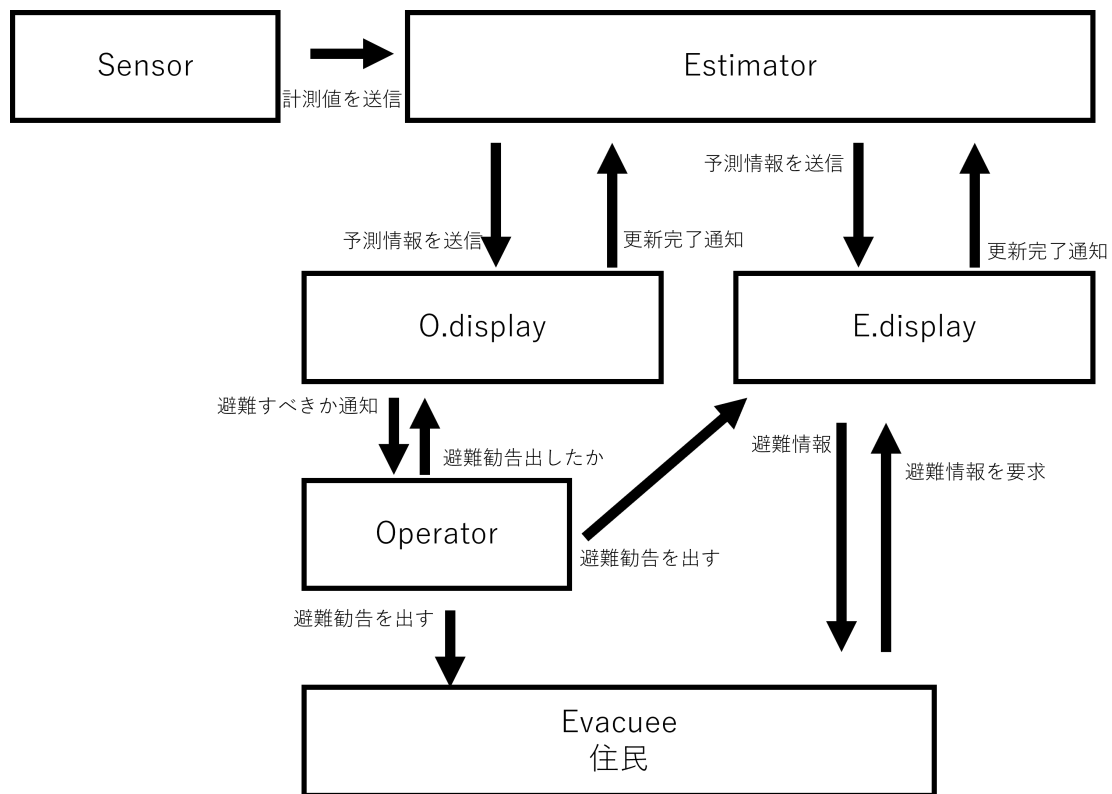 Sensor
Estimator
計測値を送信
予測情報を送信
予測情報を送信
更新完了通知
更新完了通知
O.display
E.display
避難すべきか通知
避難勧告出したか
避難情報
避難情報を要求
Operator
避難勧告を出す
避難勧告を出す
Evacuee
住民